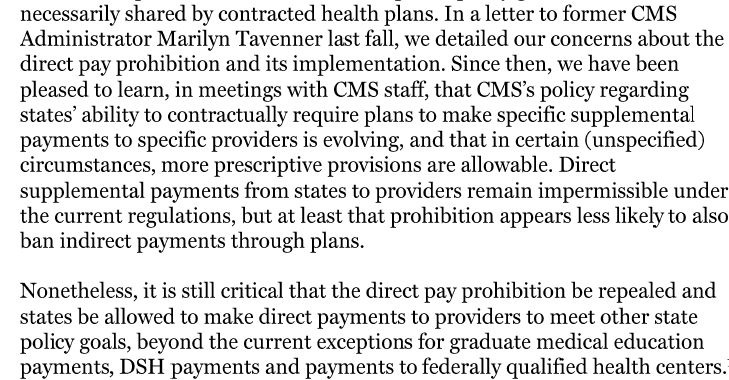 necessarily shared by contracted health plans. In a letter to former CMS
Administrator Marilyn Tavenner last fall, we detailed our concerns about the
direct pay prohibition and its implementation. Since then, we have been
pleased to learn, in meetings with CMS staff, that CMS’s policy regarding
states’ ability to contractually require plans to make specific supplemental
payments to specific providers is evolving, and that in certain (unspecified)
circumstances, more prescriptive provisions are allowable. Direct
supplemental payments from states to providers remain impermissible under
the current regulations, but at least that prohibition appears less likely to also
ban indirect payments through plans.
Nonetheless, it is still critical that the direct pay prohibition be repealed and
states be allowed to make direct payments to providers to meet other state
policy goals, beyond the current exceptions for graduate medical education
payments, DSH payments and payments to federally qualified health centers.